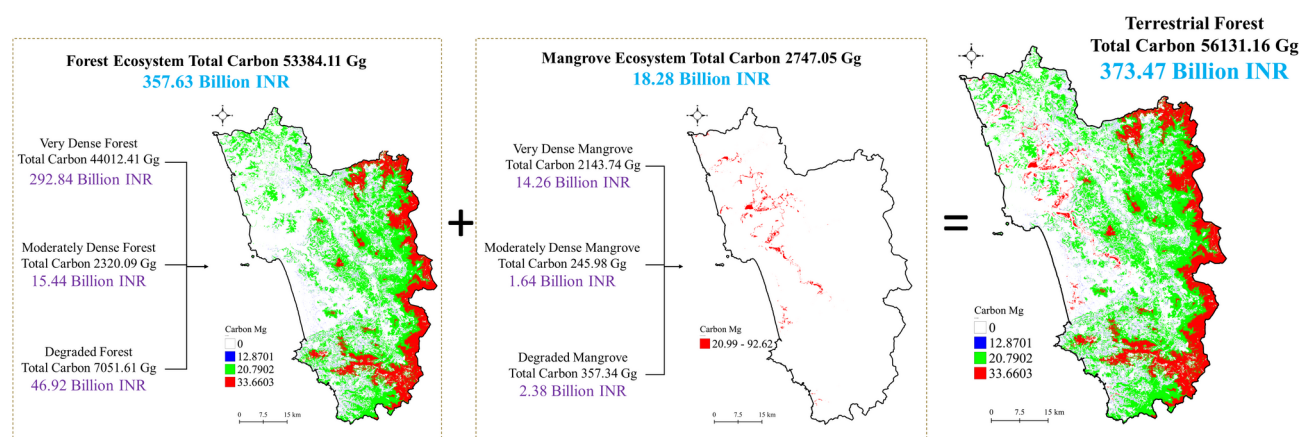 Forest Ecosystem Total Carbon 53384.11 Gg
357.63 Billion INR
Very Dense Forest
Total Carbon 44012.41 Gg
292.84 Billion INR
Moderately Dense Forest
Total Carbon 2320.09 Gg
15.44 Billion INR
Degraded Forest
Total Carbon 7051.61 Gg
46.92 Billion INR
Carbon Mg
0
12.8701
20.7902
33.6603
0 7.5 15 km
+
Mangrove Ecosystem Total Carbon 2747.05 Gg
18.28 Billion INR
Very Dense Mangrove
Total Carbon 2143.74 Gg
14.26 Billion INR
Moderately Dense Mangrove
Total Carbon 245.98 Gg
1.64 Billion INR
Degraded Mangrove
Total Carbon 357.34 Gg
2.38 Billion INR
Carbon Mg
20.99 - 92.62
0 7.5 15 km
=
Terrestrial Forest
Total Carbon 56131.16 Gg
373.47 Billion INR
Carbon Mg
0
12.8701
20.7902
33.6603
0 7.5 15 km